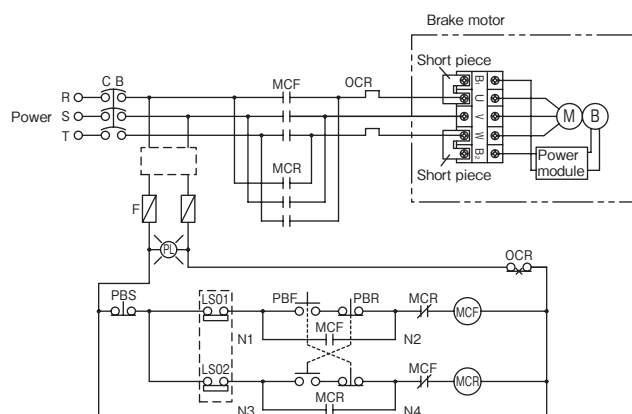 Brake motor
Short piece
C B
MCF
OCR
B₁
R
U
Power
S
V
M
B
T
W
B₂
Power
module
MCR
Short piece
F
PL
OCR
PBS
LS01
PBF
PBR
MCR
MCF
N1
MCF
N2
LS02
MCF
MCR
N3
MCR
N4